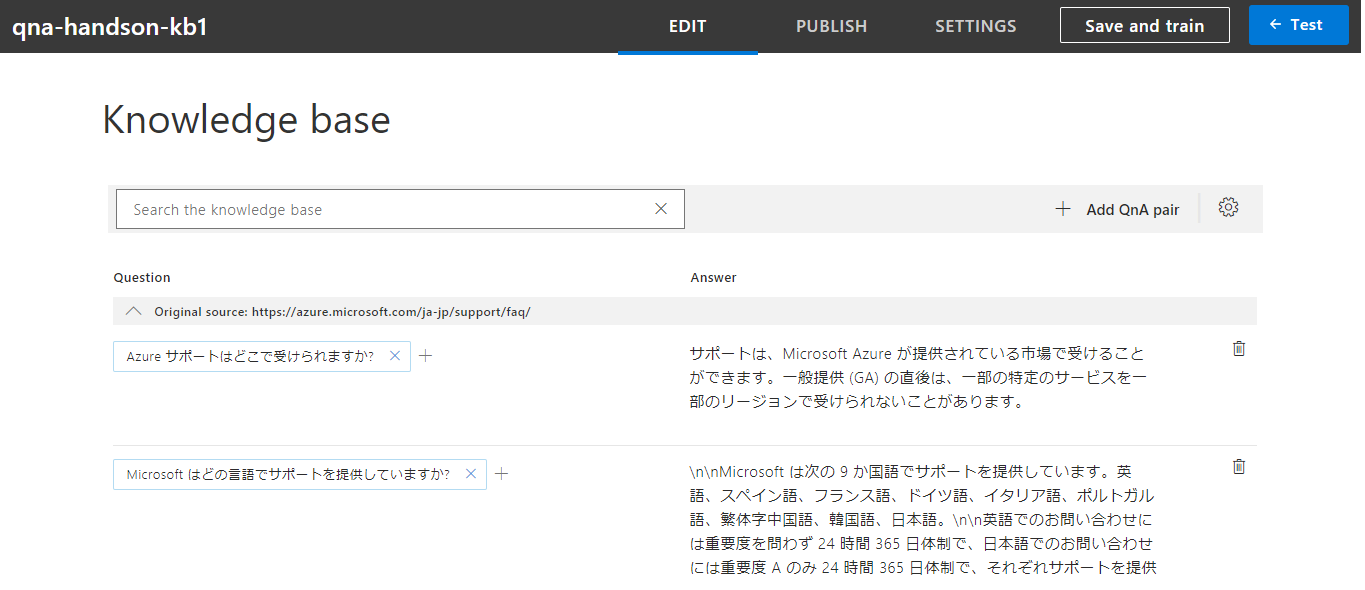 qna-handson-kb1
EDIT
PUBLISH
SETTINGS
Save and train
← Test
Knowledge base
Search the knowledge base
Add QnA pair
Question
Answer
Original source: https://azure.microsoft.com/ja-jp/support/faq/
Azure サポートはどこで受けられますか?
サポートは、Microsoft Azure が提供されている市場で受けること
ができます。一般提供 (GA) の直後は、一部の特定のサービスを一
部のリージョンで受けられないことがあります。
Microsoft はどの言語でサポートを提供していますか?
\n\nMicrosoft は次の 9 か国語でサポートを提供しています。英
語、スペイン語、フランス語、ドイツ語、イタリア語、ポルトガル
語、繁体字中国語、韓国語、日本語。\n\n英語でのお問い合わせに
は重要度を問わず 24 時間 365 日体制で、日本語でのお問い合わせ
には重要度 A のみ 24 時間 365 日体制で、それぞれサポートを提供